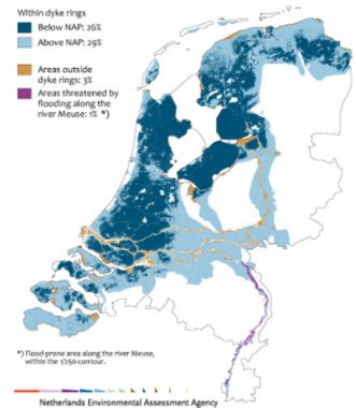 Within dyke rings
Below NAP: 26%
Above NAP: 29%
Areas outside
dyke rings: 3%
Areas threatened by
flooding along the
river Meuse: 1% *)
*) Flood-prone area along the river Meuse,
within the 1/250-contour.
Netherlands Environmental Assessment Agency